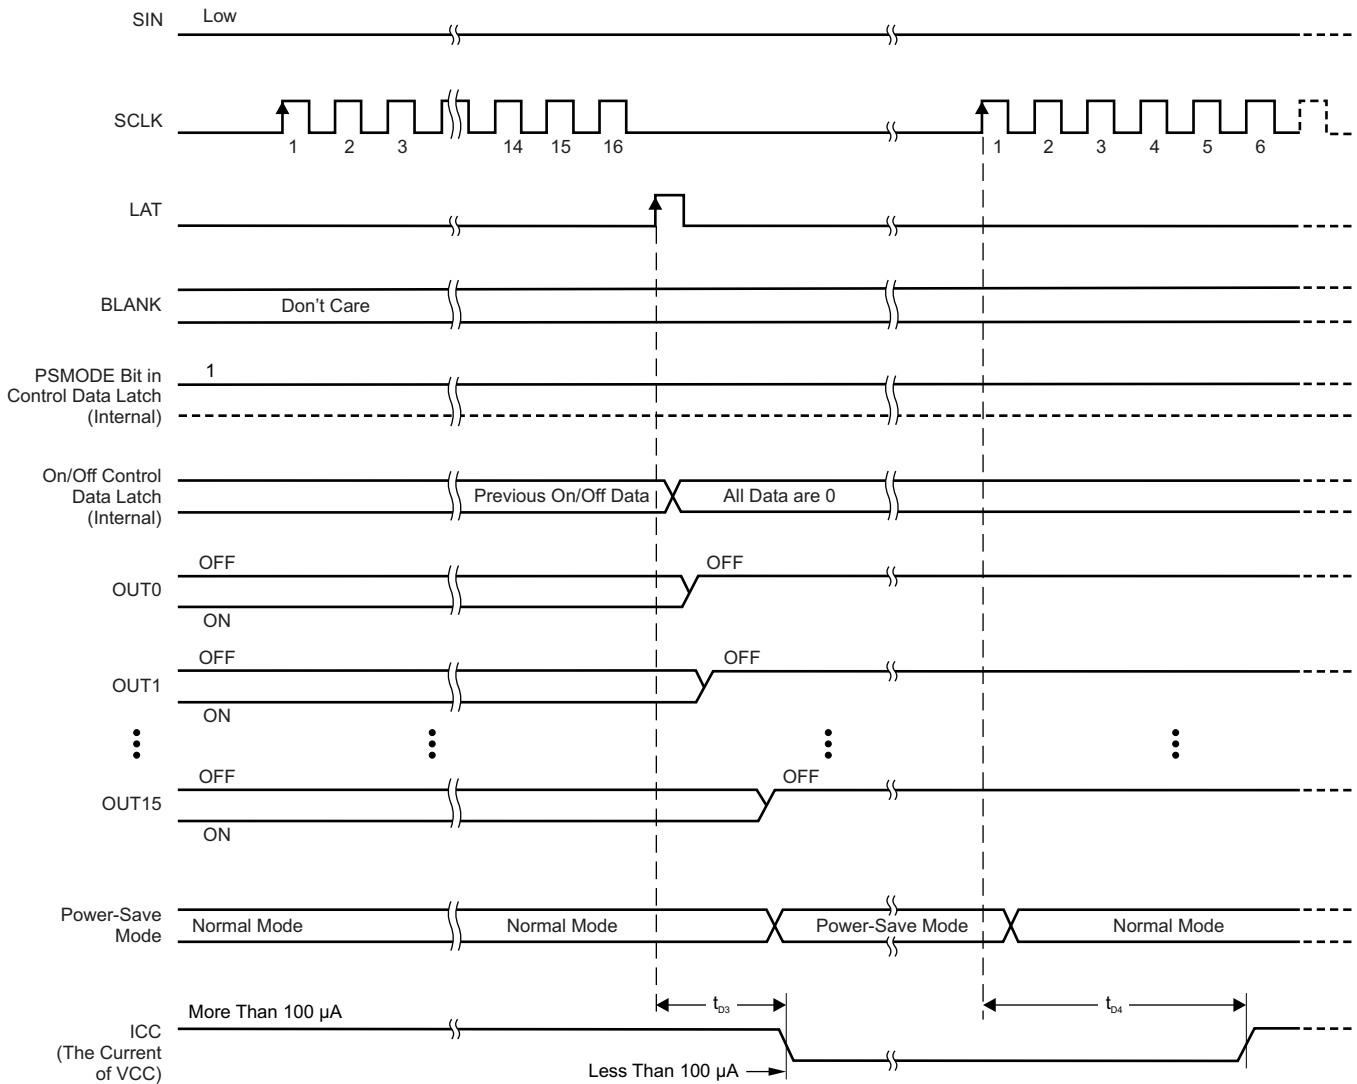 SIN
Low
SCLK
1 2 3 14 15 16 1 2 3 4 5 6
LAT
BLANK
Don't Care
PSMODE Bit in
Control Data Latch
(Internal)
1
On/Off Control
Data Latch
(Internal)
Previous On/Off Data
All Data are 0
OUT0
OFF
ON
OFF
OUT1
OFF
ON
OFF
OUT15
OFF
ON
OFF
Power-Save
Mode
Normal Mode
Normal Mode
Power-Save Mode
Normal Mode
tD3
tD4
ICC
(The Current
of VCC)
More Than 100 µA
Less Than 100 µA